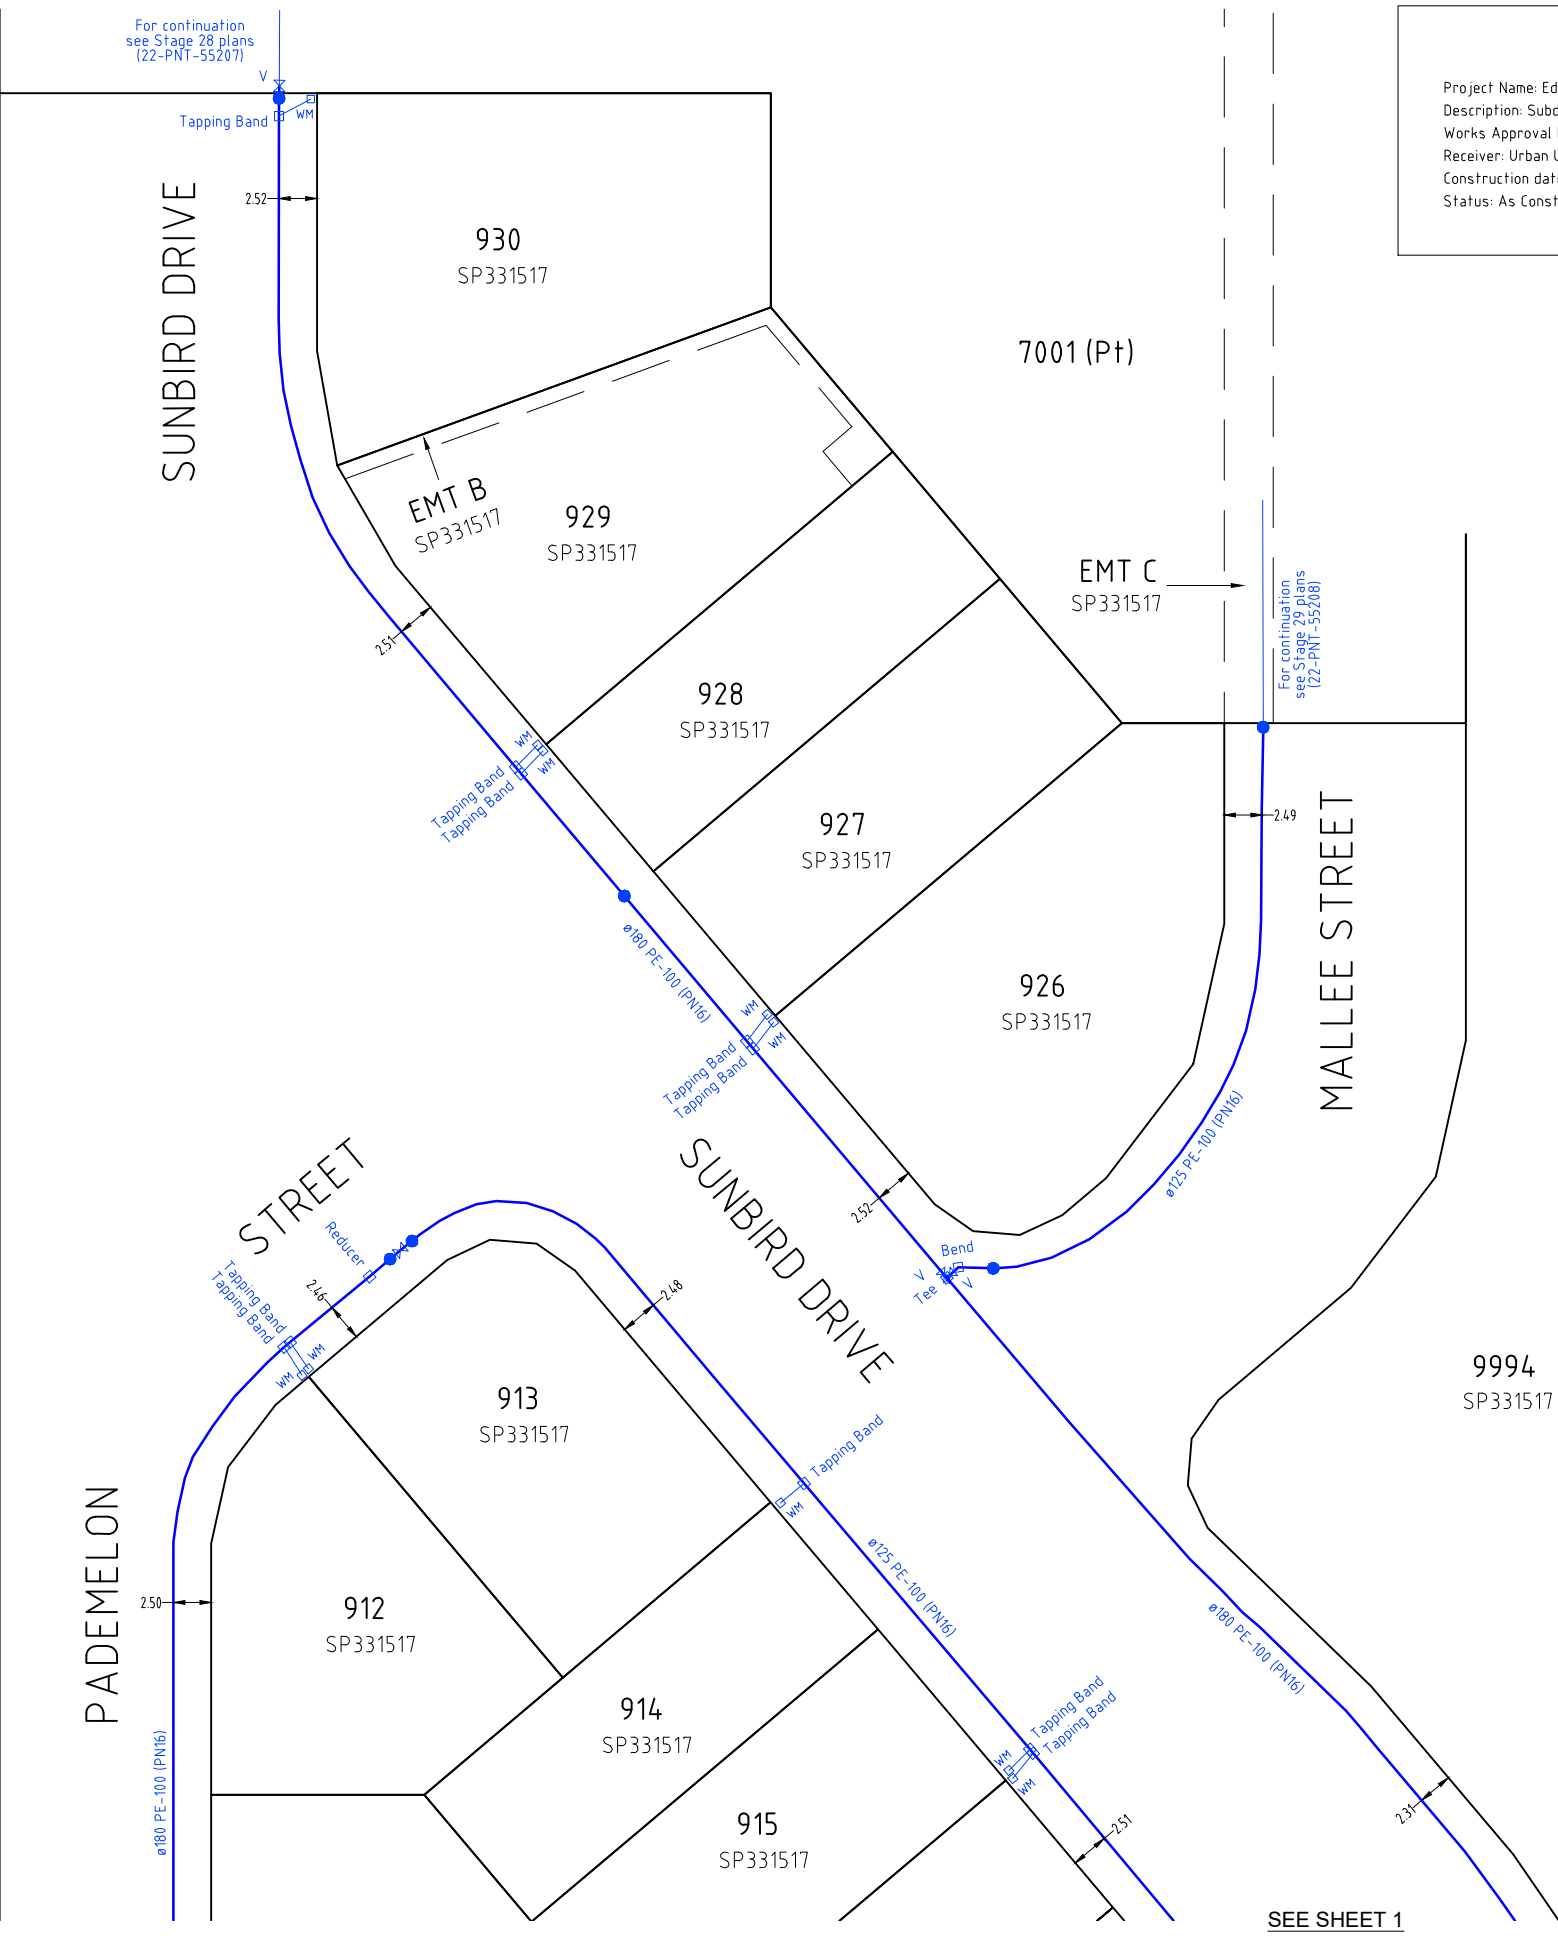 For continuation
see Stage 28 plans
(22-PNT-55207)
V
Tapping Band
WM
Project Name: Ed
Description: Subd
Works Approval
Receiver: Urban U
Construction dat
Status: As Const
SUNBIRD DRIVE
2.52
930
SP331517
7001 (Pt)
EMT B
SP331517
929
SP331517
EMT C
SP331517
For continuation
see Stage 29 plans
(22-PNT-55208)
2.51
928
SP331517
WM
WM
Tapping Band
Tapping Band
927
SP331517
2.49
MALLEE STREET
ø180 PE-100 (PN16)
926
SP331517
WM
WM
Tapping Band
Tapping Band
ø125 PE-100 (PN16)
STREET
SUNBIRD DRIVE
2.52
Bend
V
V
Tee
Reducer
Tapping Band
Tapping Band
2.46
2.48
WM
WM
913
SP331517
9994
SP331517
Tapping Band
WM
PADEMELON
2.50
912
SP331517
ø125 PE-100 (PN16)
ø180 PE-100 (PN16)
914
SP331517
Tapping Band
Tapping Band
WM
WM
ø180 PE-100 (PN16)
915
SP331517
2.51
2.31
SEE SHEET 1